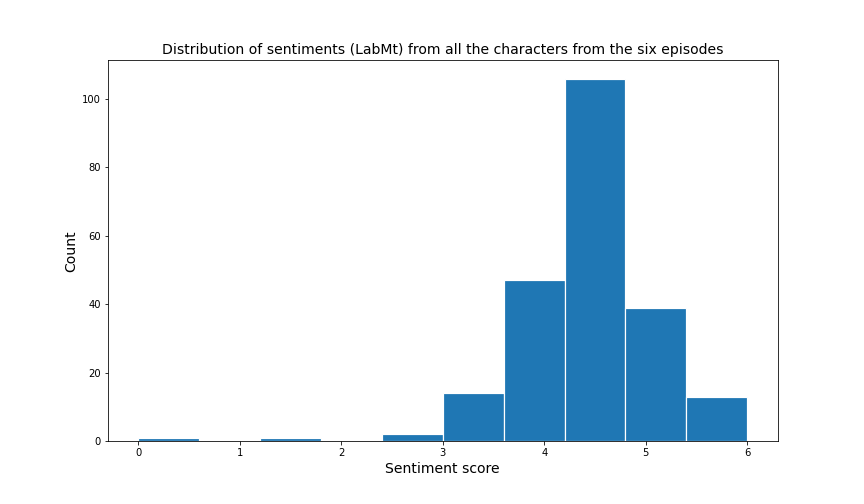 Distribution of sentiments (LabMt) from all the characters from the six episodes
100
80
60
40
20
0
Count
0 1 2 3 4 5 6
Sentiment score